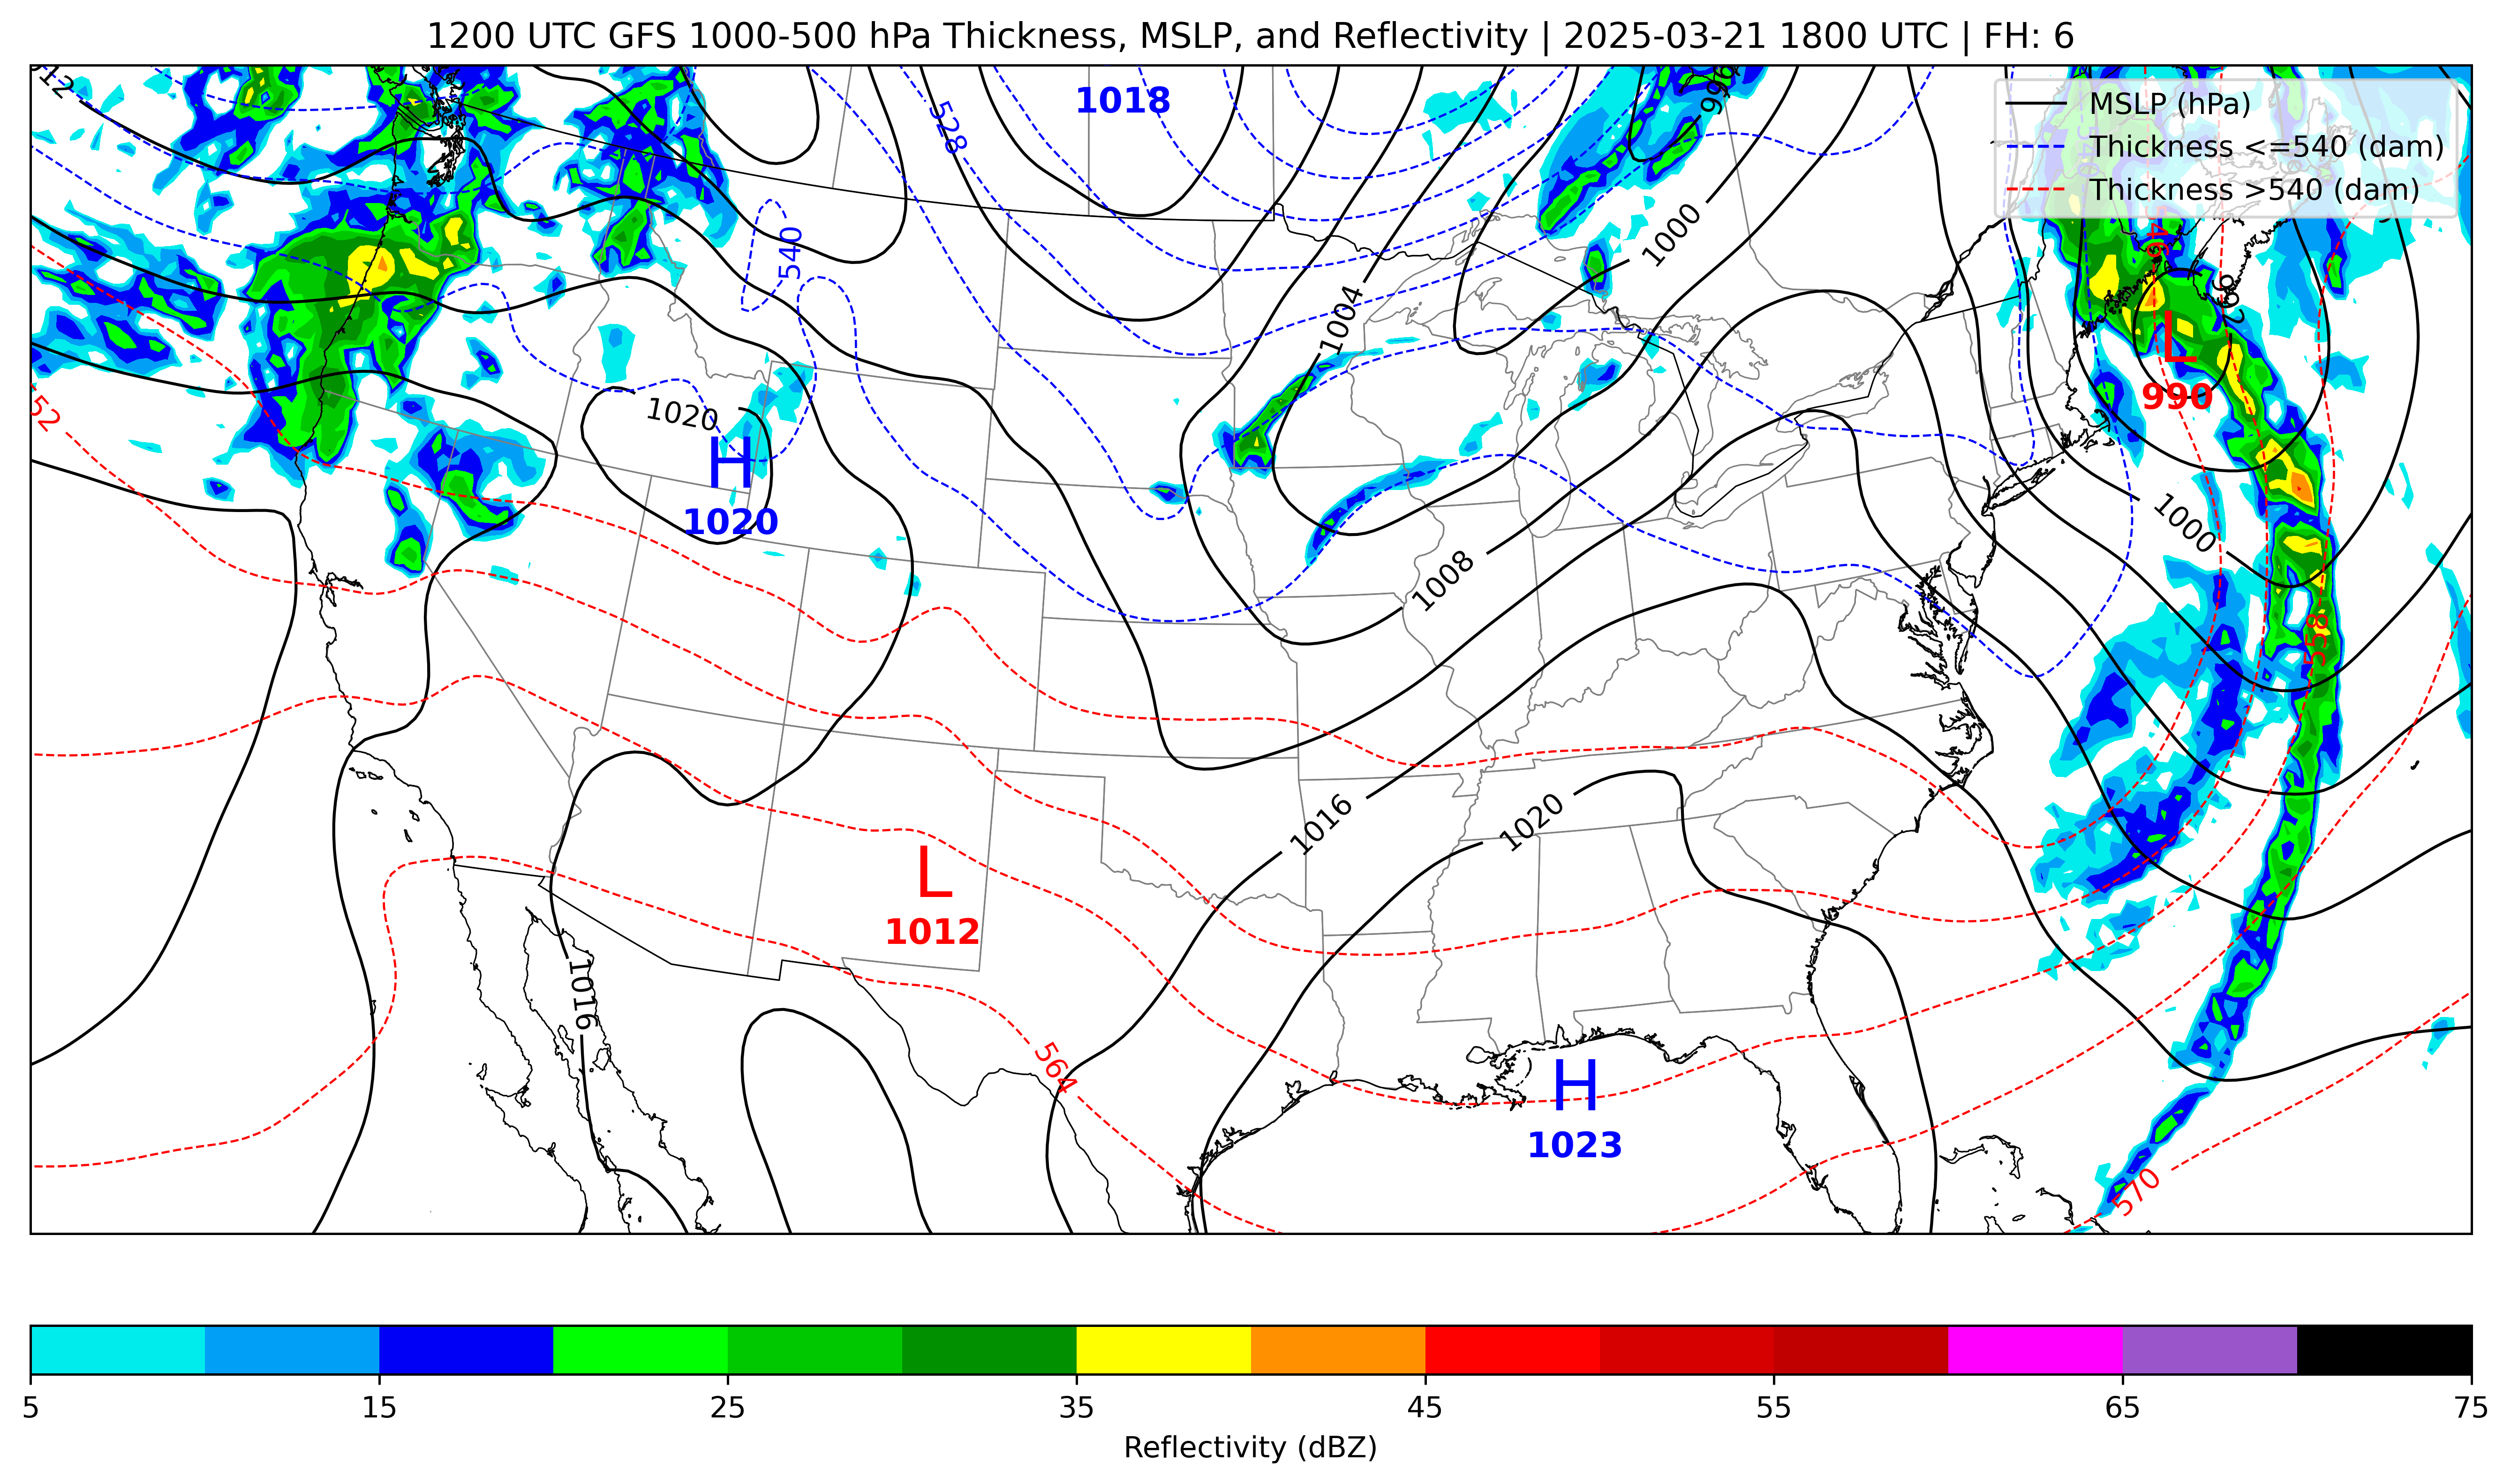 1200 UTC GFS 1000-500 hPa Thickness, MSLP, and Reflectivity | 2025-03-21 1800 UTC | FH: 6
MSLP (hPa)
Thickness <=540 (dam)
Thickness >540 (dam)
1018
528
996
1000
540
1004
992
L
990
52
1020
H
1020
1000
1008
558
1016
1020
L
1012
1016
564
H
1023
570
5 15 25 35 45 55 65 75
Reflectivity (dBZ)